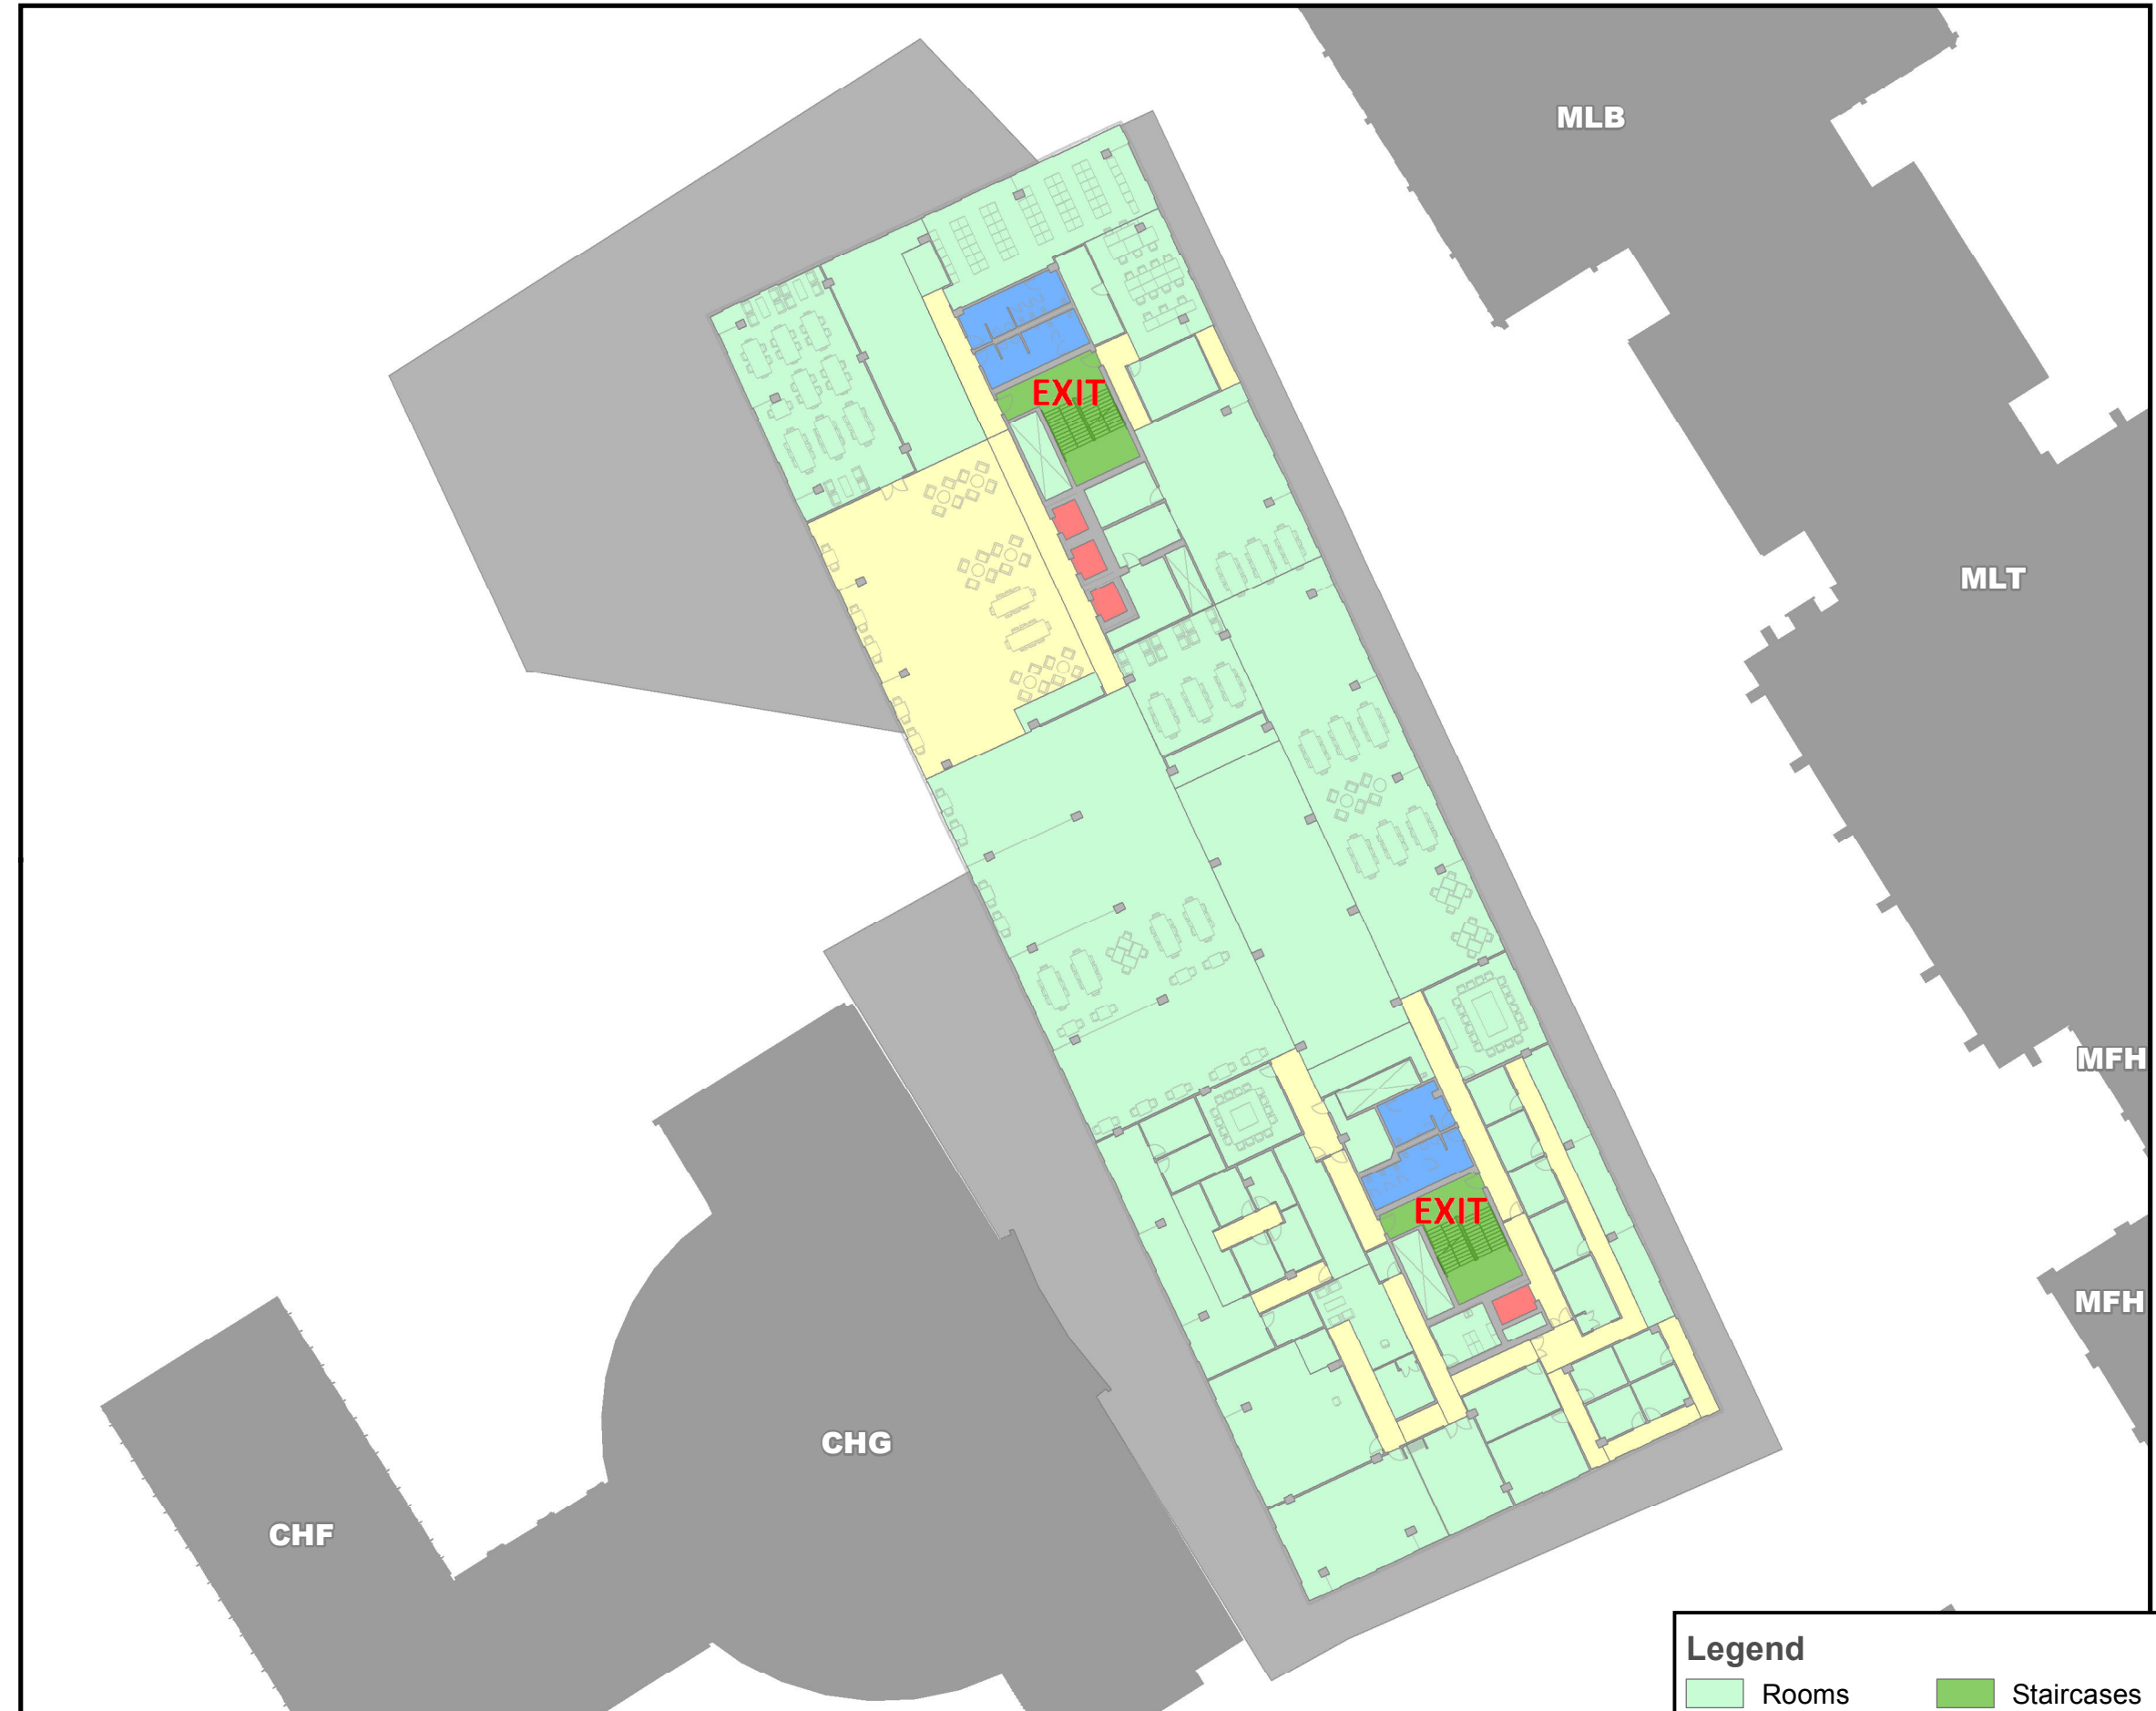 MLB
EXIT
MLT
MFH
EXIT
MFH
CHG
CHF
Legend
Rooms Staircases